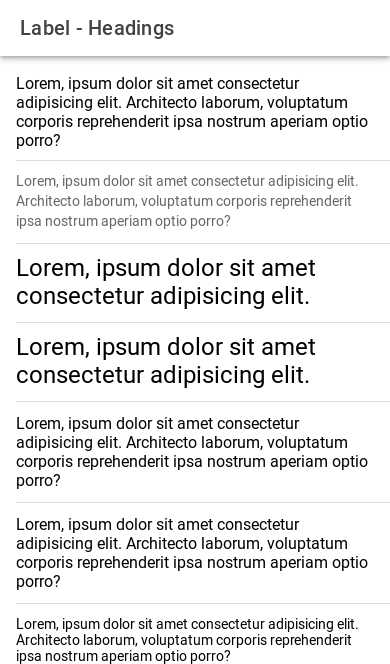 Label - Headings
Lorem, ipsum dolor sit amet consectetur
adipisicing elit. Architecto laborum, voluptatum
corporis reprehenderit ipsa nostrum aperiam optio
porro?
Lorem, ipsum dolor sit amet consectetur adipisicing elit.
Architecto laborum, voluptatum corporis reprehenderit
ipsa nostrum aperiam optio porro?
Lorem, ipsum dolor sit amet
consectetur adipisicing elit.
Lorem, ipsum dolor sit amet
consectetur adipisicing elit.
Lorem, ipsum dolor sit amet consectetur
adipisicing elit. Architecto laborum, voluptatum
corporis reprehenderit ipsa nostrum aperiam optio
porro?
Lorem, ipsum dolor sit amet consectetur
adipisicing elit. Architecto laborum, voluptatum
corporis reprehenderit ipsa nostrum aperiam optio
porro?
Lorem, ipsum dolor sit amet consectetur adipisicing elit.
Architecto laborum, voluptatum corporis reprehenderit
ipsa nostrum aperiam optio porro?